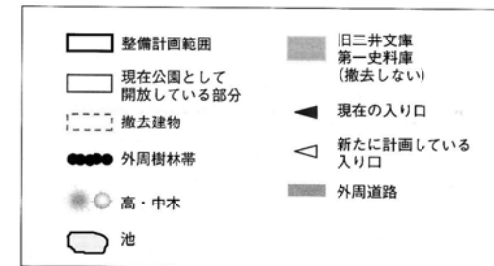 整備計画範囲
現在公園として
開放している部分
撤去建物
外周樹林帯
高・中木
池
旧三井文庫
第一史料庫
(撤去しない)
現在の入り口
新たに計画している
入り口
外周道路